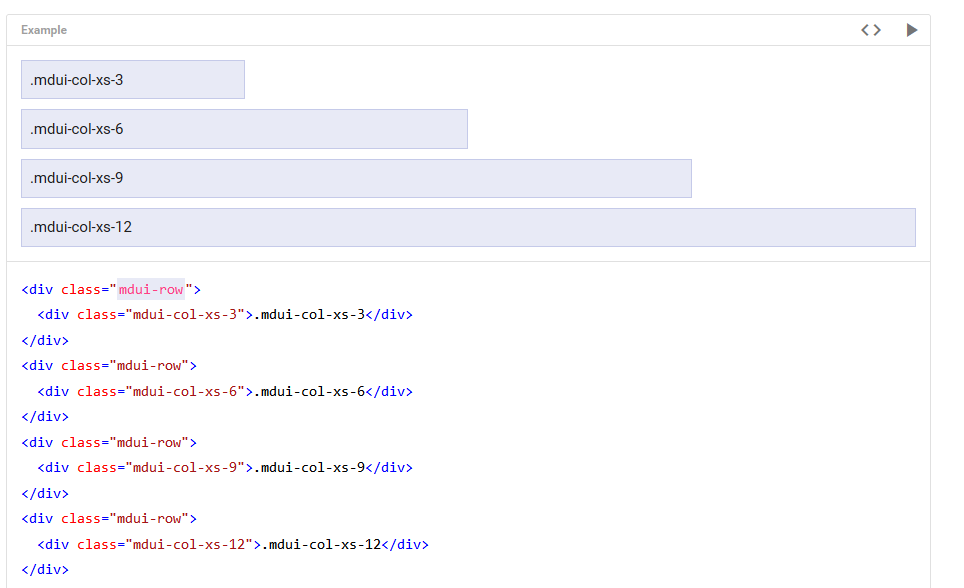 Example
.mdui-col-xs-3
.mdui-col-xs-6
.mdui-col-xs-9
.mdui-col-xs-12
<div class="mdui-row">
  <div class="mdui-col-xs-3">.mdui-col-xs-3</div>
</div>
<div class="mdui-row">
  <div class="mdui-col-xs-6">.mdui-col-xs-6</div>
</div>
<div class="mdui-row">
  <div class="mdui-col-xs-9">.mdui-col-xs-9</div>
</div>
<div class="mdui-row">
  <div class="mdui-col-xs-12">.mdui-col-xs-12</div>
</div>